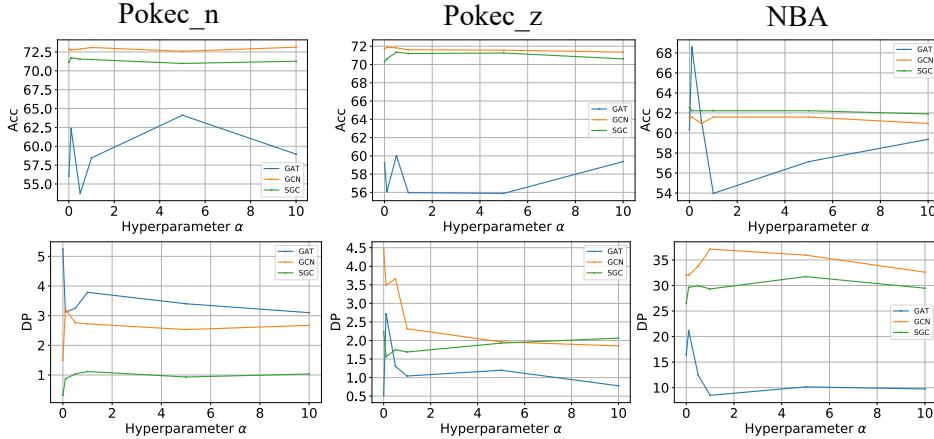 Pokec_n
Pokec_z
NBA
72.5
70.0
67.5
65.0
62.5
60.0
57.5
55.0
Acc
0
2
4
6
8
10
Hyperparameter α
GAT
GCN
SGC
72
70
68
66
64
62
60
58
56
Acc
0
2
4
6
8
10
Hyperparameter α
GAT
GCN
SGC
68
66
64
62
60
58
56
54
Acc
0
2
4
6
8
10
Hyperparameter α
GAT
GCN
SGC
5
4
3
2
1
DP
0
2
4
6
8
10
Hyperparameter α
GAT
GCN
SGC
4.5
4.0
3.5
3.0
2.5
2.0
1.5
1.0
0.5
DP
0
2
4
6
8
10
Hyperparameter α
GAT
GCN
SGC
35
30
25
20
15
10
DP
0
2
4
6
8
10
Hyperparameter α
GAT
GCN
SGC